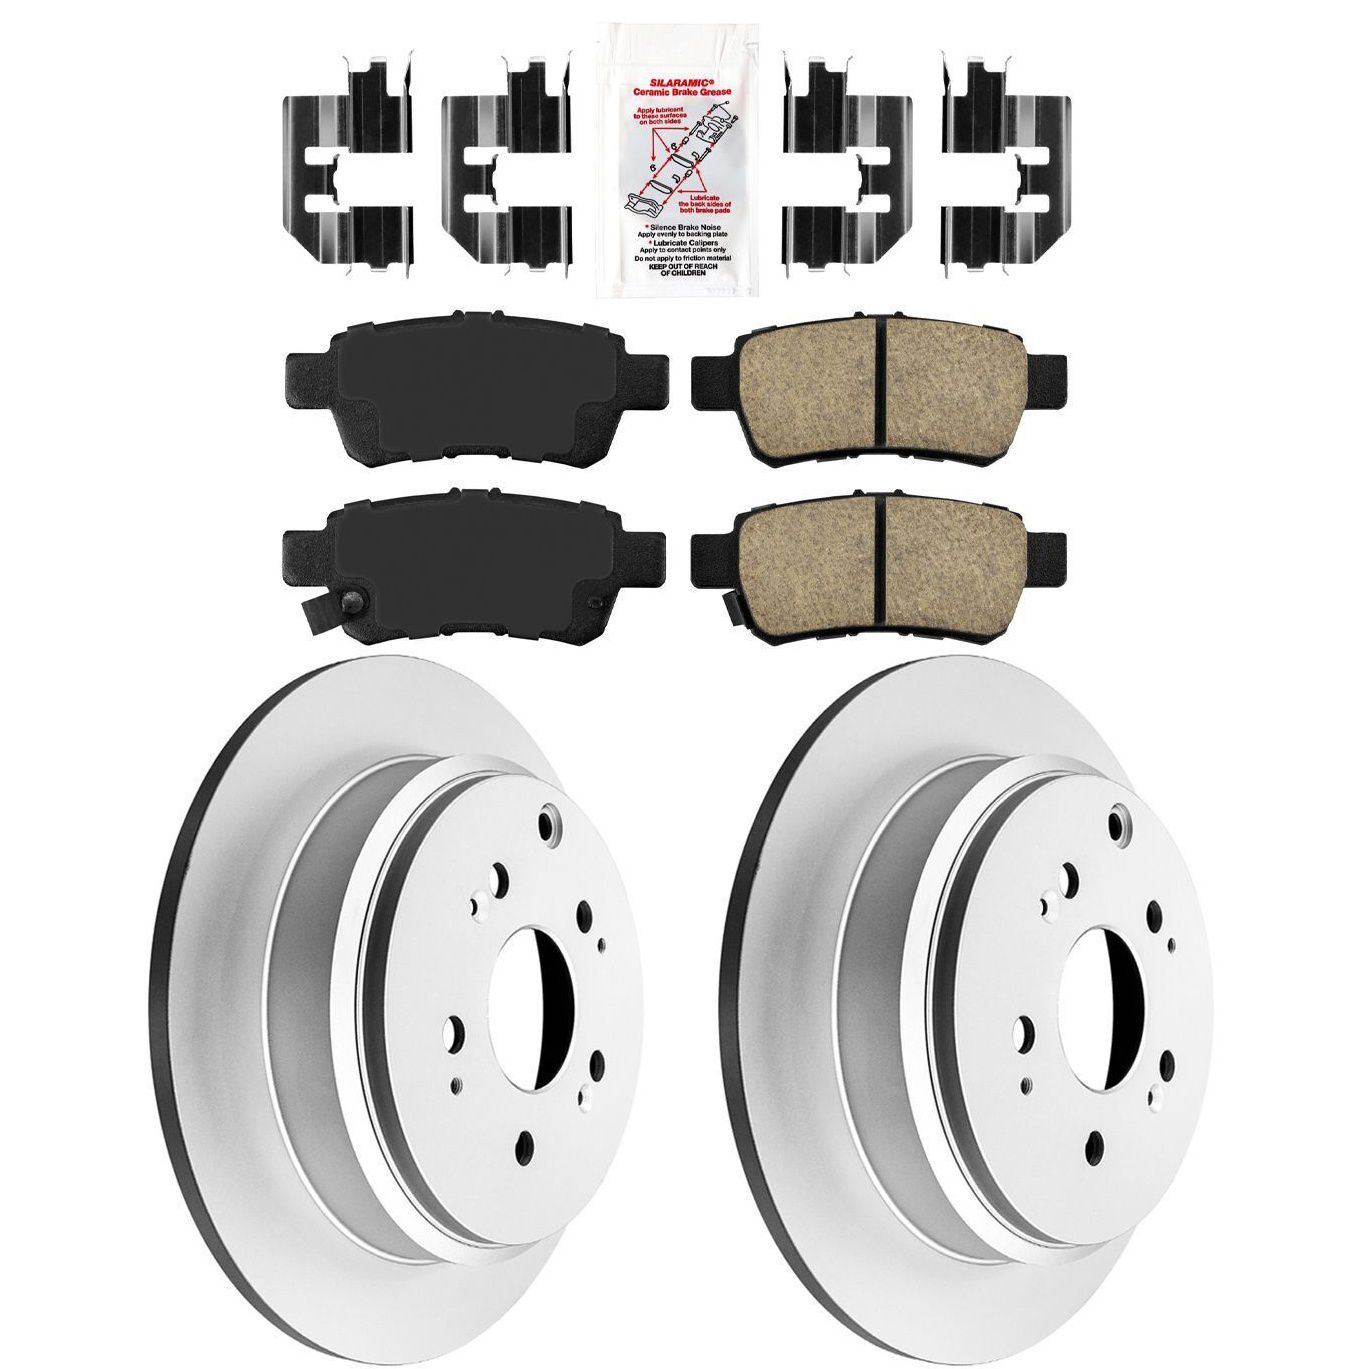 SILARAMIC®
Ceramic Brake Grease
Apply lubricant
to these surfaces
on both sides
Lubricate
the back sides of
both brake pads
* Silence Brake Noise
Apply evenly to backing plate
* Lubricate Calipers
Apply to contact points only
Do not apply to friction material
KEEP OUT OF REACH
OF CHILDREN